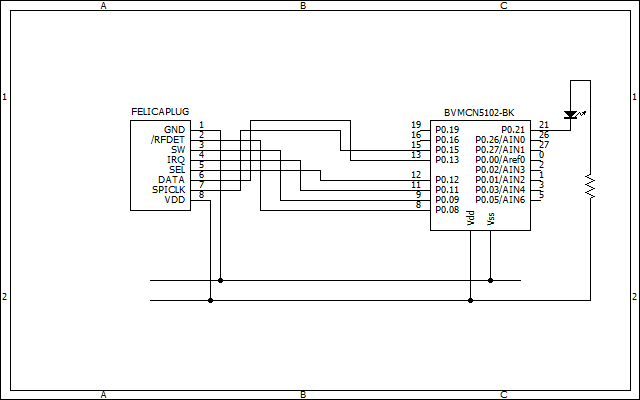 A B C
1 1
FELICAPLUG BVMCN5102-BK
GND 1 19 P0.19 P0.21 21
/RFDET 2 16 P0.16 P0.26/AIN0 26
SW 3 15 P0.15 P0.27/AIN1 27
IRQ 4 13 P0.13 P0.00/Aref0 0
SEL 5 P0.02/AIN3 2
DATA 6 12 P0.12 P0.01/AIN2 1
SPICLK 7 11 P0.11 P0.03/AIN4 3
VDD 8 9 P0.09 P0.05/AIN6 5
8 P0.08
Vdd Vss
2 2
A B C